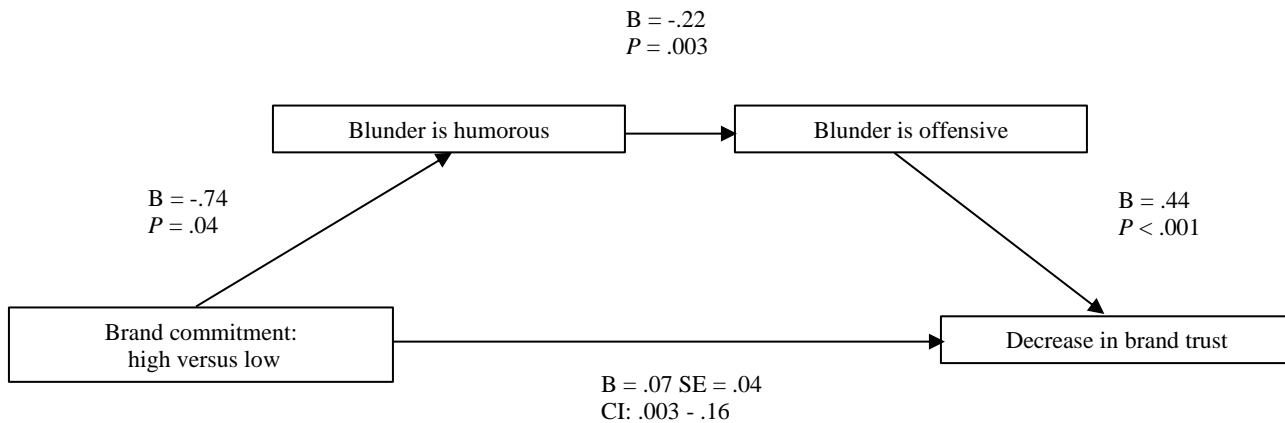 B = -.22
P = .003
Blunder is humorous
Blunder is offensive
B = -.74
P = .04
B = .44
P < .001
Brand commitment:
high versus low
Decrease in brand trust
B = .07 SE = .04
CI: .003 - .16